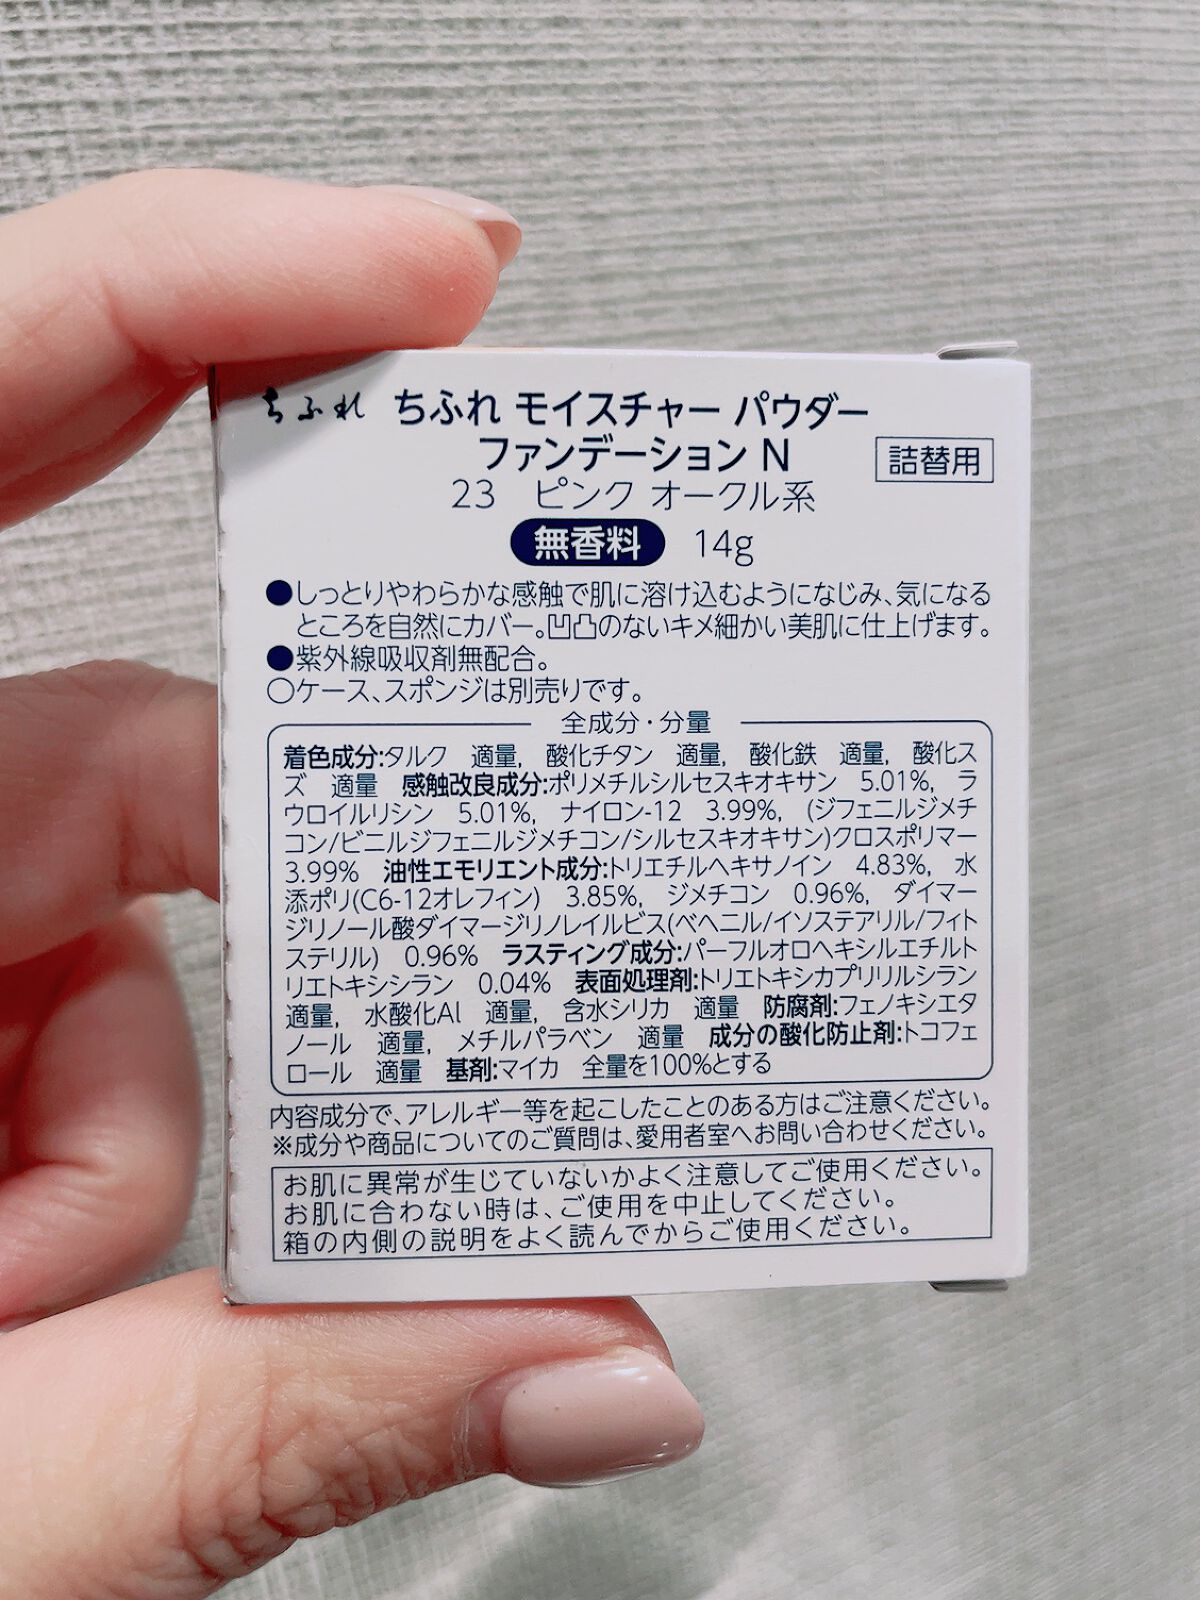 ちふれ ちふれ モイスチャー パウダー
ファンデーション N 詰替用
23 ピンク オークル系
無香料 14g
●しっとりやわらかな感触で肌に溶け込むようになじみ、気になる
ところを自然にカバー。凹凸のないキメ細かい美肌に仕上げます。
●紫外線吸収剤無配合。
○ケース、スポンジは別売りです。
全成分・分量
着色成分:タルク 適量, 酸化チタン 適量, 酸化鉄 適量, 酸化ス
ズ 適量 感触改良成分:ポリメチルシルセスキオキサン 5.01%, ラ
ウロイルリシン 5.01%, ナイロン-12 3.99%, (ジフェニルジメチ
コン/ビニルジフェニルジメチコン/シルセスキオキサン)クロスポリマー
3.99% 油性エモリエント成分:トリエチルヘキサノイン 4.83%, 水
添ポリ(C6-12オレフィン) 3.85%, ジメチコン 0.96%, ダイマー
ジリノール酸ダイマージリノレイルビス(ベヘニル/イソステアリル/フィト
ステリル) 0.96% ラスティング成分:パーフルオロヘキシルエチルト
リエトキシシラン 0.04% 表面処理剤:トリエトキシカプリリルシラン
適量, 水酸化Al 適量, 含水シリカ 適量 防腐剤:フェノキシエタ
ノール 適量, メチルパラベン 適量 成分の酸化防止剤:トコフェ
ロール 適量 基剤:マイカ 全量を100%とする
内容成分で、アレルギー等を起こしたことのある方はご注意ください。
※成分や商品についてのご質問は、愛用者室へお問い合わせください。
お肌に異常が生じていないかよく注意してご使用ください。
お肌に合わない時は、ご使用を中止してください。
箱の内側の説明をよく読んでからご使用ください。